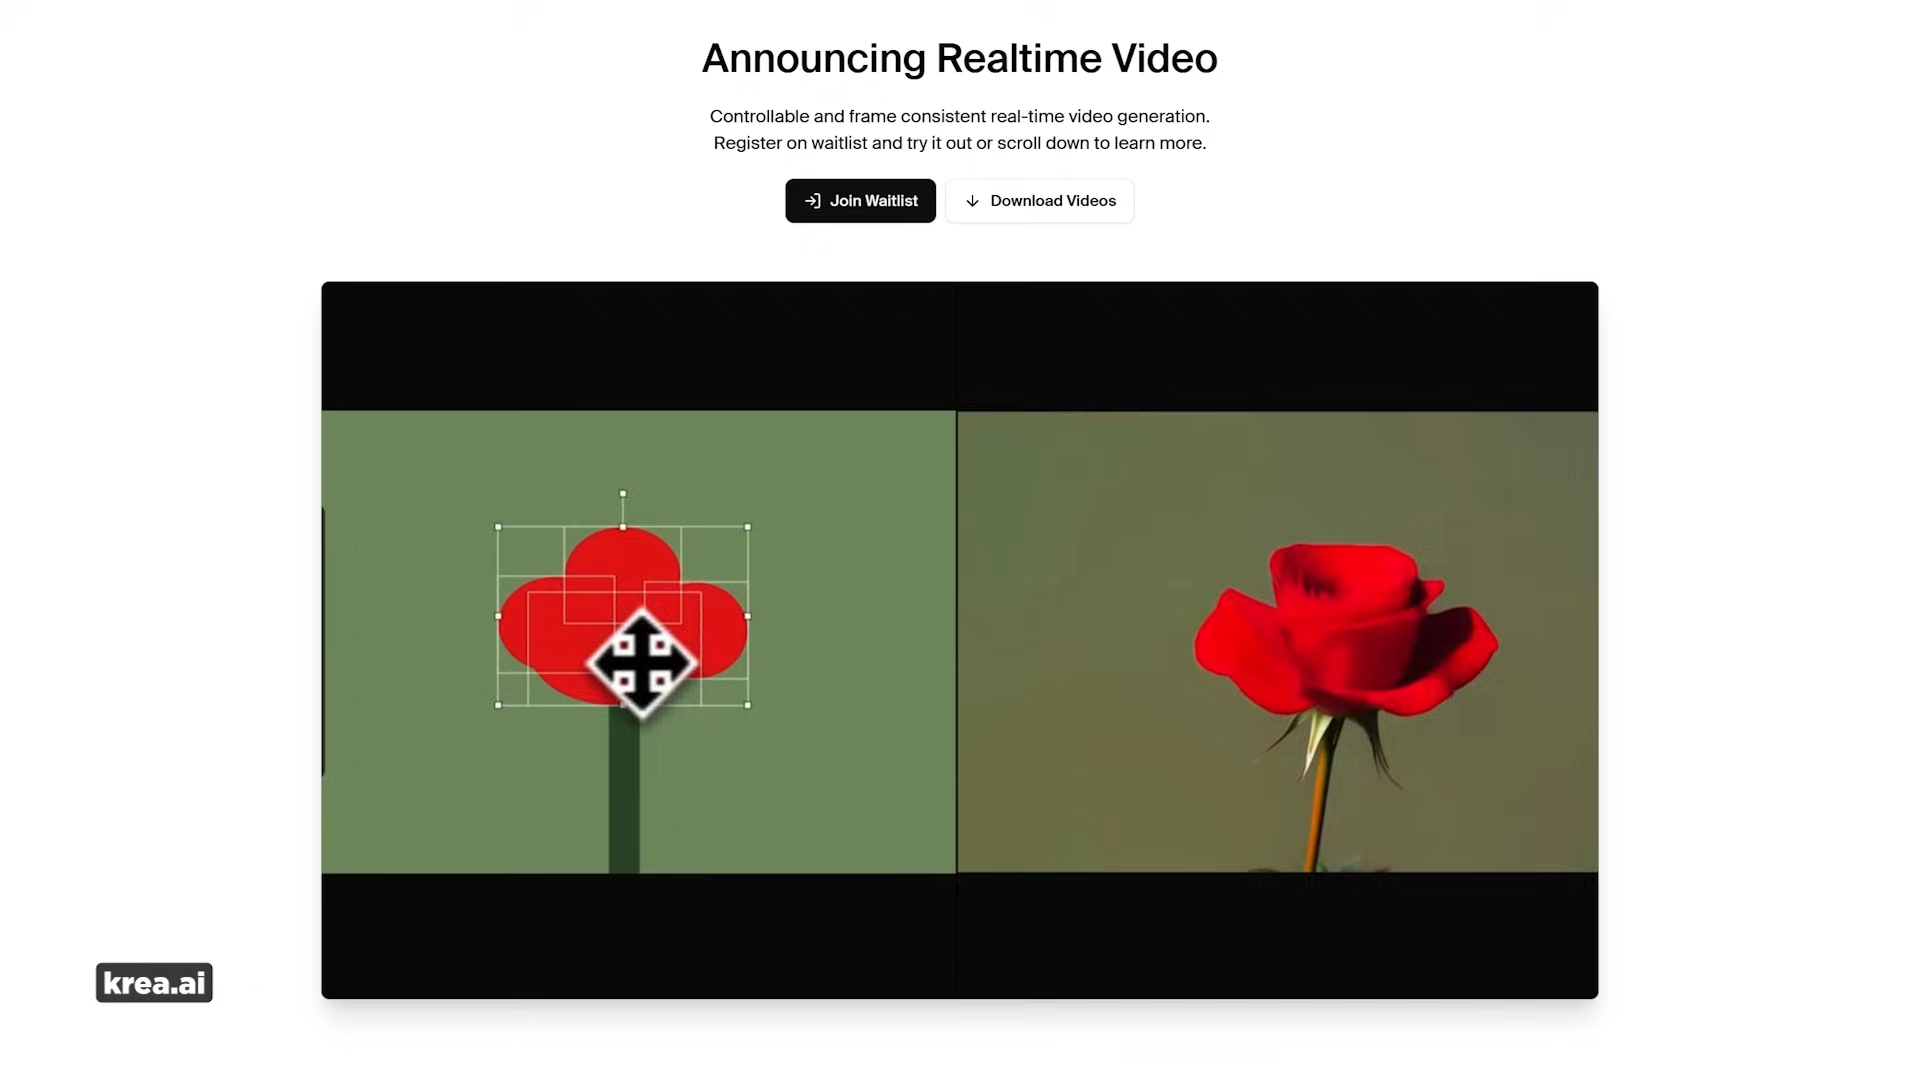 Announcing Realtime Video
Controllable and frame consistent real-time video generation.
Register on waitlist and try it out or scroll down to learn more.
Join Waitlist
Download Videos
krea.ai